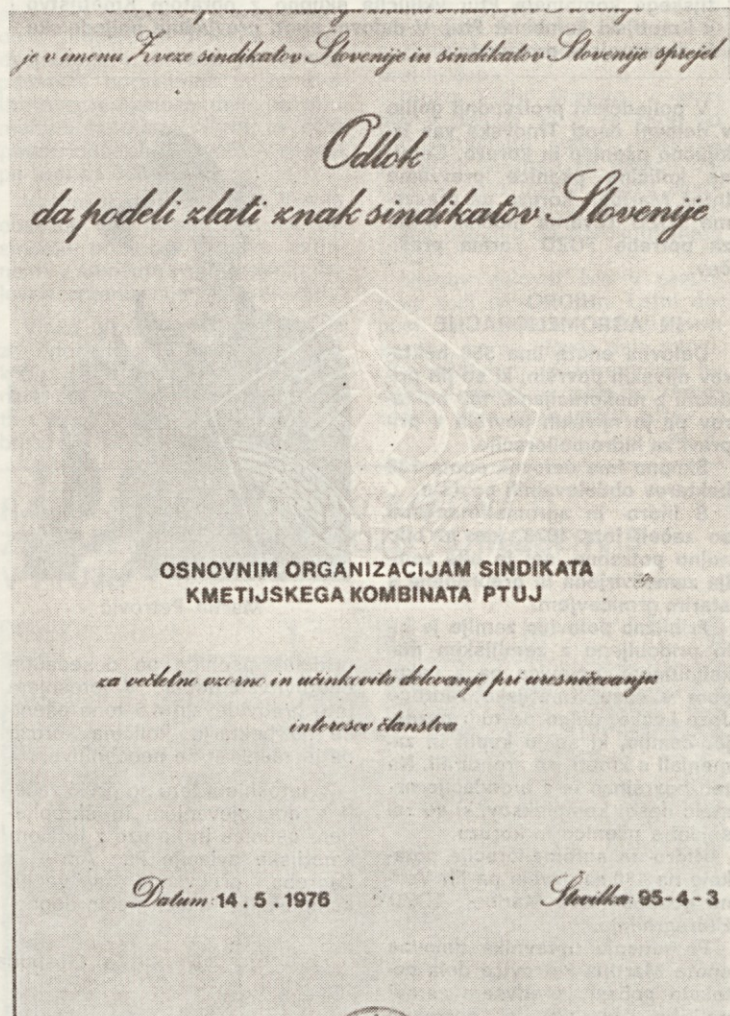 je v imenu Zveze sindikatov Slovenije in sindikatov Slovenije sprejel
Odlok
da podeli zlati znak sindikatov Slovenije
OSNOVNIM ORGANIZACIJAM SINDIKATA
KMETIJSKEGA KOMBINATA PTUJ
za večletno vzorno in učinkovito delovanje pri uresničevanju
interesov članstva
Datum 14. 5. 1976
Številka 95-4-3